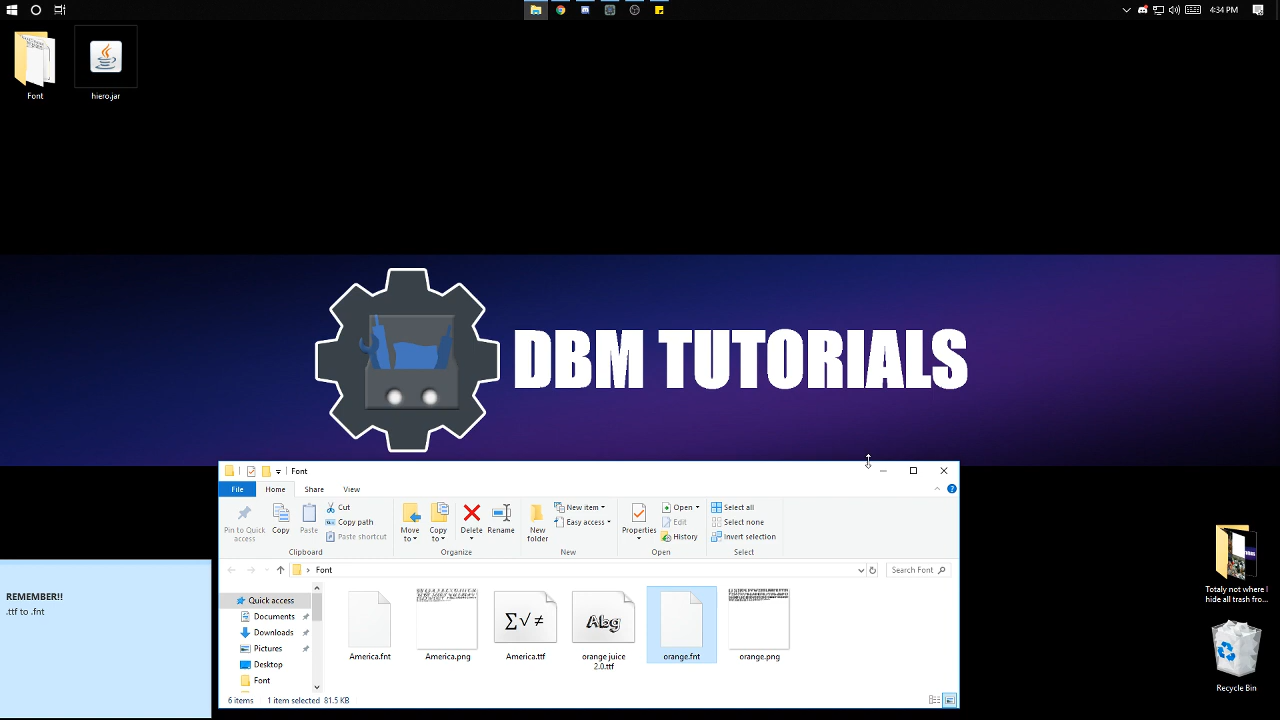 4:34 PM
Font
hiero.jar
DBM TUTORIALS
Font
File
Home
Share
View
Pin to Quick access
Copy
Paste
Cut
Copy path
Paste shortcut
Clipboard
Move to
Copy to
Delete
Rename
Organize
New folder
New item
Easy access
New
Properties
Open
Edit
History
Open
Select all
Select none
Invert selection
Select
Font
Search Font
Quick access
Documents
Downloads
Pictures
Desktop
Font
America.fnt
America.png
America.ttf
orange juice
2.0.ttf
orange.fnt
orange.png
Abg
∑√≠
6 items
1 item selected 81.5 KB
REMEMBER!!
.ttf to .fnt
Totaly not where I
hide all trash fro...
Recycle Bin